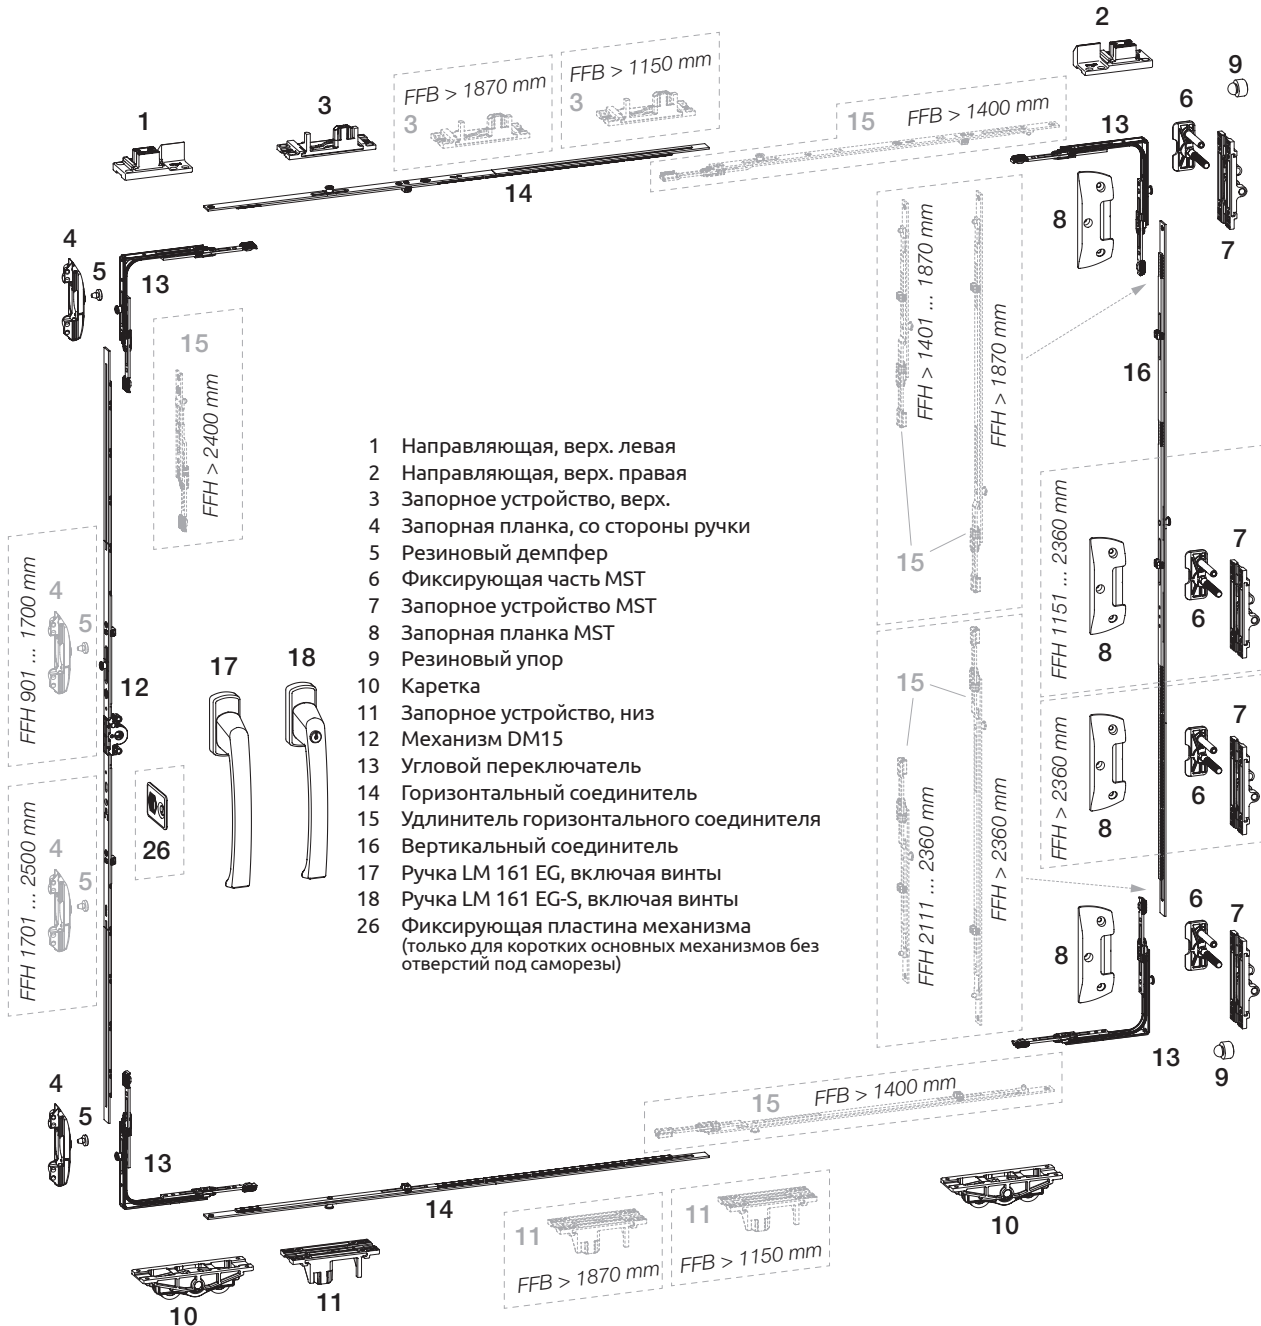 2
9
3
FFB > 1870 mm
3
FFB > 1150 mm
3
15
FFB > 1400 mm
6
13
1
14
8
7
4
5
13
15
FFH > 2400 mm
FFH > 1401 ... 1870 mm
FFH > 1870 mm
15
16
1 Направляющая, верх. левая
2 Направляющая, верх. правая
3 Запорное устройство, верх.
4 Запорная планка, со стороны ручки
5 Резиновый демпфер
6 Фиксирующая часть MST
7 Запорное устройство MST
8 Запорная планка MST
9 Резиновый упор
10 Каретка
11 Запорное устройство, низ
12 Механизм DM15
13 Угловой переключатель
14 Горизонтальный соединитель
15 Удлинитель горизонтального соединителя
16 Вертикальный соединитель
17 Ручка LM 161 EG, включая винты
18 Ручка LM 161 EG-S, включая винты
26 Фиксирующая пластина механизма
(только для коротких основных механизмов без
отверстий под саморезы)
FFH 901 ... 1700 mm
4
5
12
17
18
FFH 1701 ... 2500 mm
4
5
26
FFH 1151 ... 2360 mm
8
6
7
15
FFH 2111 ... 2360 mm
FFH > 2360 mm
FFH > 2360 mm
8
6
7
8
6
7
13
9
4
5
13
15
FFB > 1400 mm
14
11
FFB > 1870 mm
11
FFB > 1150 mm
10
10
11